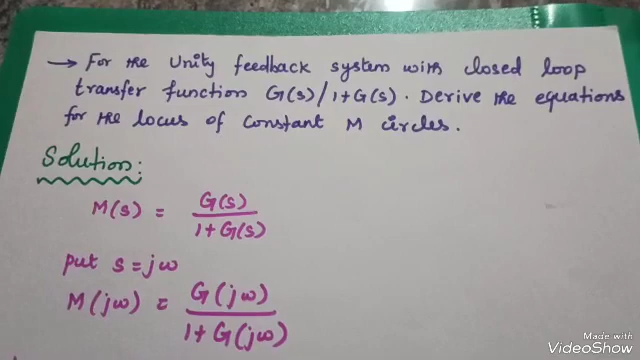 → For the Unity feedback system with closed loop
transfer function G(s)/1+G(s). Derive the equations
for the locus of constant M circles.
Solution:
M(s) = G(s) / 1+G(s)
put s=jω
M(jω) = G(jω) / 1+G(jω)
Made with
VideoShow